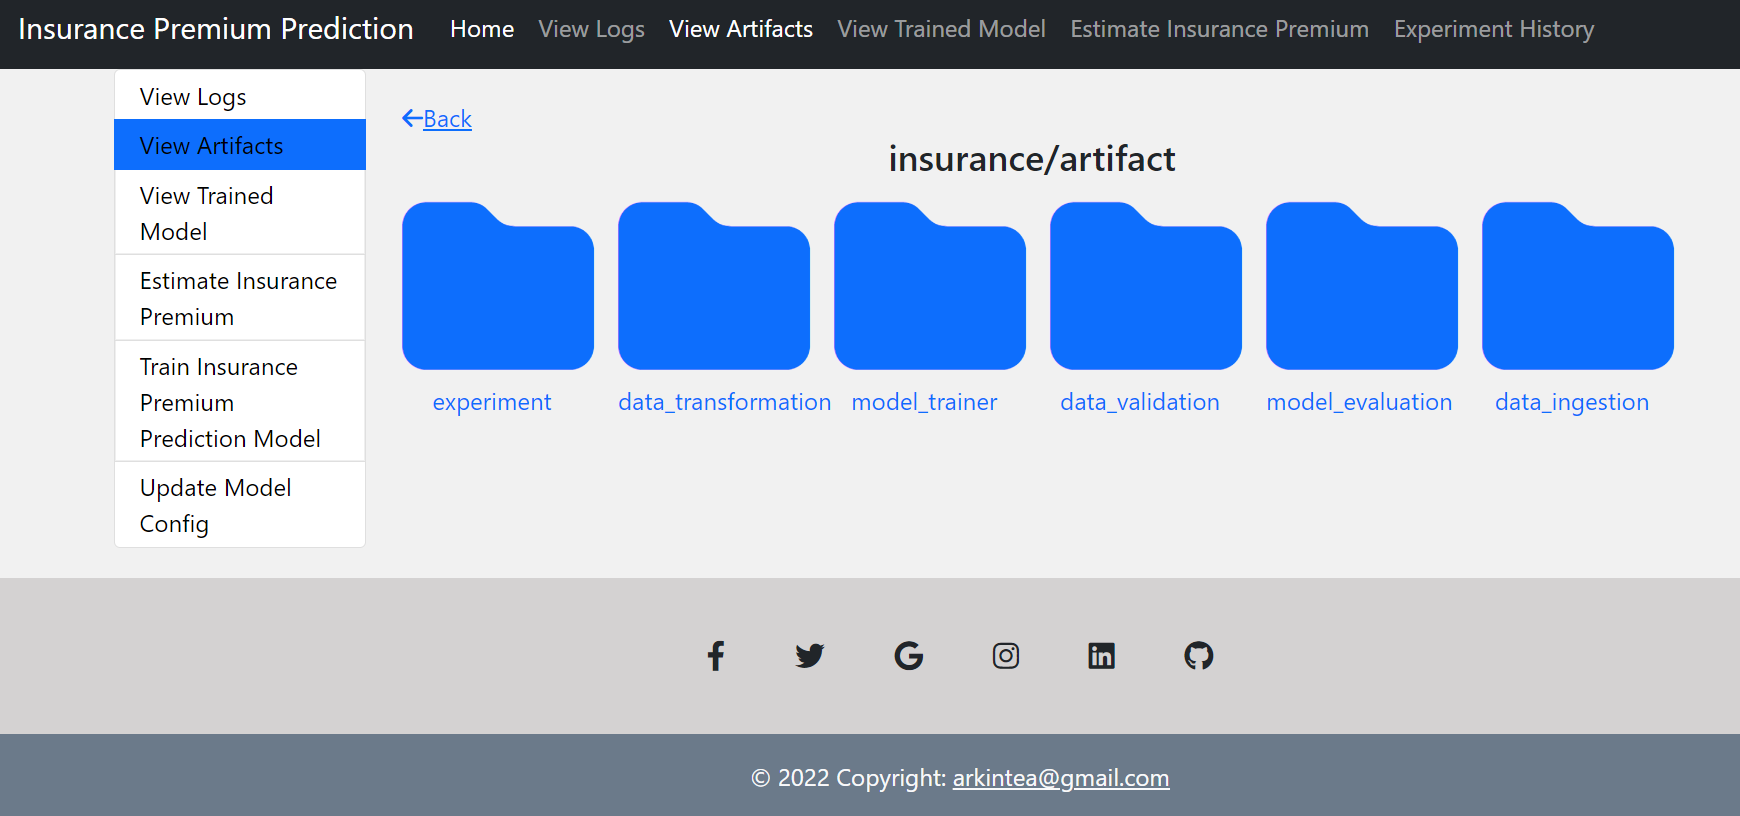 Insurance Premium Prediction Home View Logs View Artifacts View Trained Model Estimate Insurance Premium Experiment History
View Logs
View Artifacts
View Trained
Model
Estimate Insurance
Premium
Train Insurance
Premium
Prediction Model
Update Model
Config
Back
insurance/artifact
experiment data_transformation model_trainer data_validation model_evaluation data_ingestion
© 2022 Copyright: arkintea@gmail.com